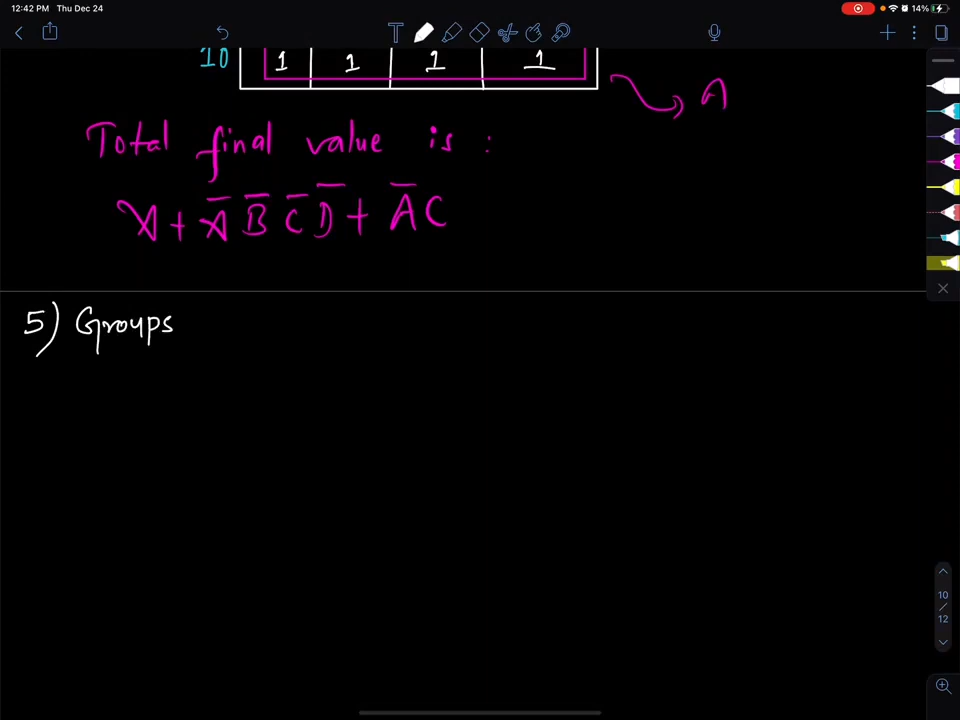 12:42 PM Thu Dec 24
14%
T
10 1 1 1 1
A
Total final value is :
A + A̅ B̅ C̅ D̅ + A̅ C
5) Groups
10
/
12